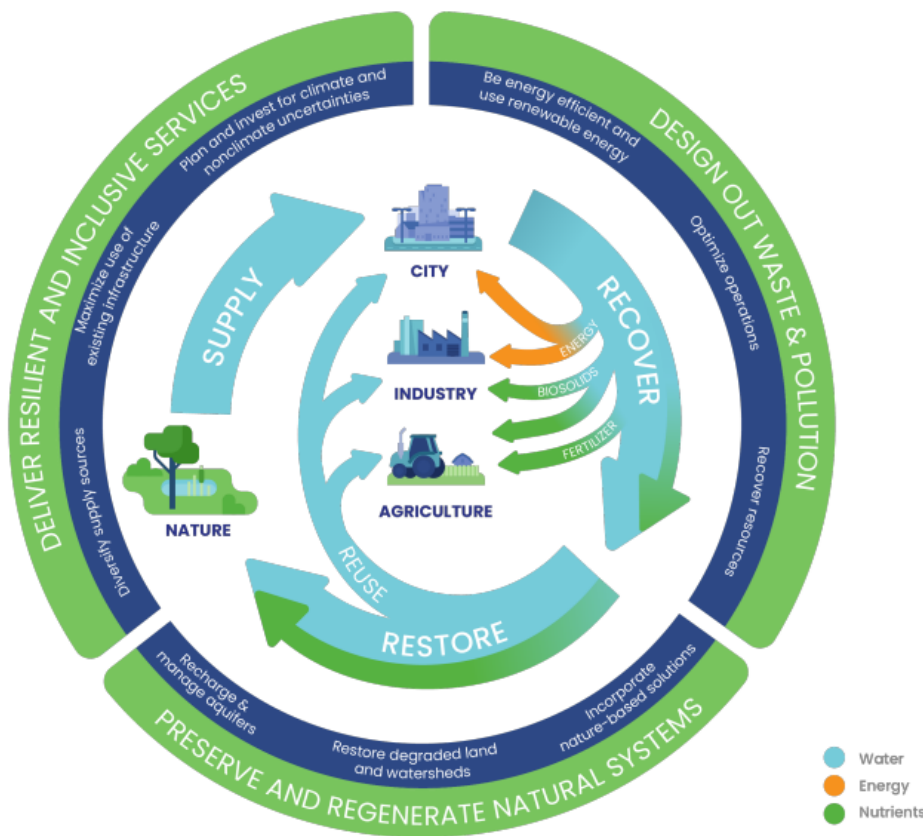 DELIVER RESILIENT AND INCLUSIVE SERVICES
Plan and invest for climate and
nonclimate uncertainties
Maximize use of
existing infrastructure
Diversify supply sources
DESIGN OUT WASTE & POLLUTION
Be energy efficient and
use renewable energy
Optimize operations
Recover resources
PRESERVE AND REGENERATE NATURAL SYSTEMS
Incorporate
nature-based solutions
Restore degraded land
and watersheds
Recharge &
manage aquifers
SUPPLY
RECOVER
RESTORE
REUSE
CITY
INDUSTRY
AGRICULTURE
NATURE
ENERGY
BIOSOLIDS
FERTILIZER
Water
Energy
Nutrients